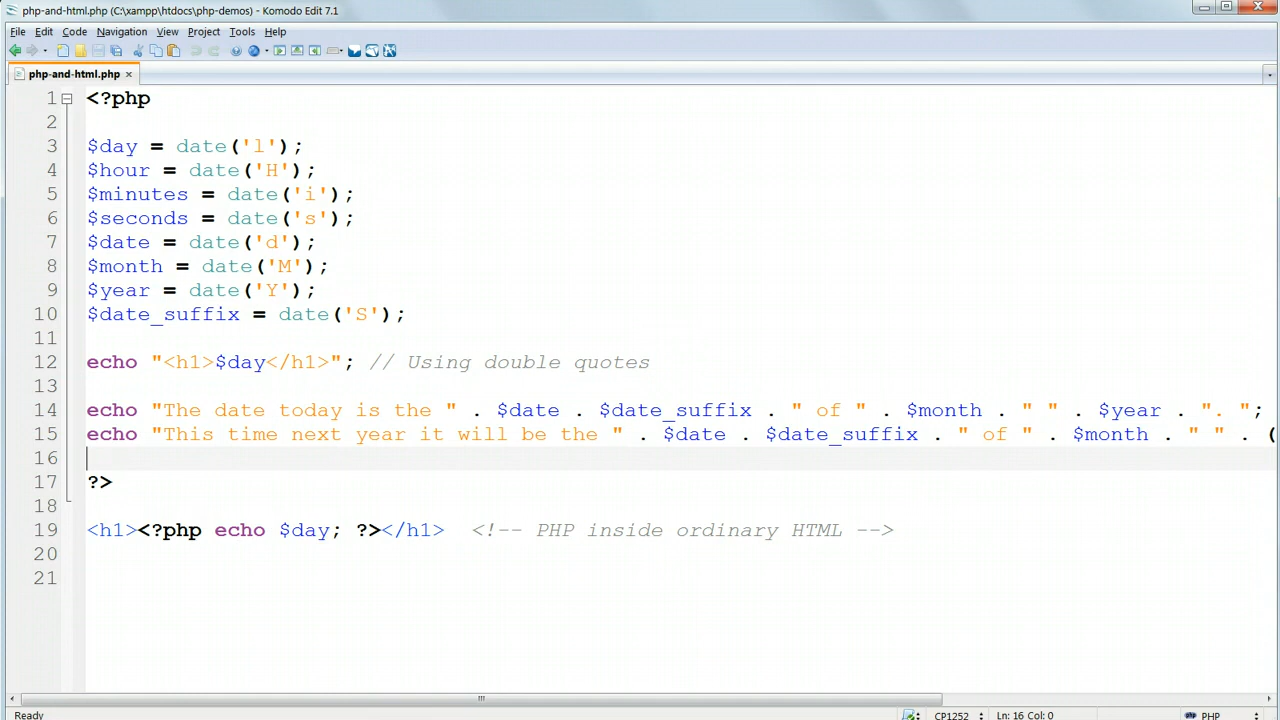 php-and-html.php (C:\xampp\htdocs\php-demos) - Komodo Edit 7.1
File Edit Code Navigation View Project Tools Help
php-and-html.php ×
1 <?php
2
3 $day = date('l');
4 $hour = date('H');
5 $minutes = date('i');
6 $seconds = date('s');
7 $date = date('d');
8 $month = date('M');
9 $year = date('Y');
10 $date_suffix = date('S');
11
12 echo "<h1>$day</h1>"; // Using double quotes
13
14 echo "The date today is the " . $date . $date_suffix . " of " . $month . " " . $year . ". ";
15 echo "This time next year it will be the " . $date . $date_suffix . " of " . $month . " " . (
16
17 ?>
18
19 <h1><?php echo $day; ?></h1> <!-- PHP inside ordinary HTML -->
20
21
Ready CP1252 Ln: 16 Col: 0 PHP